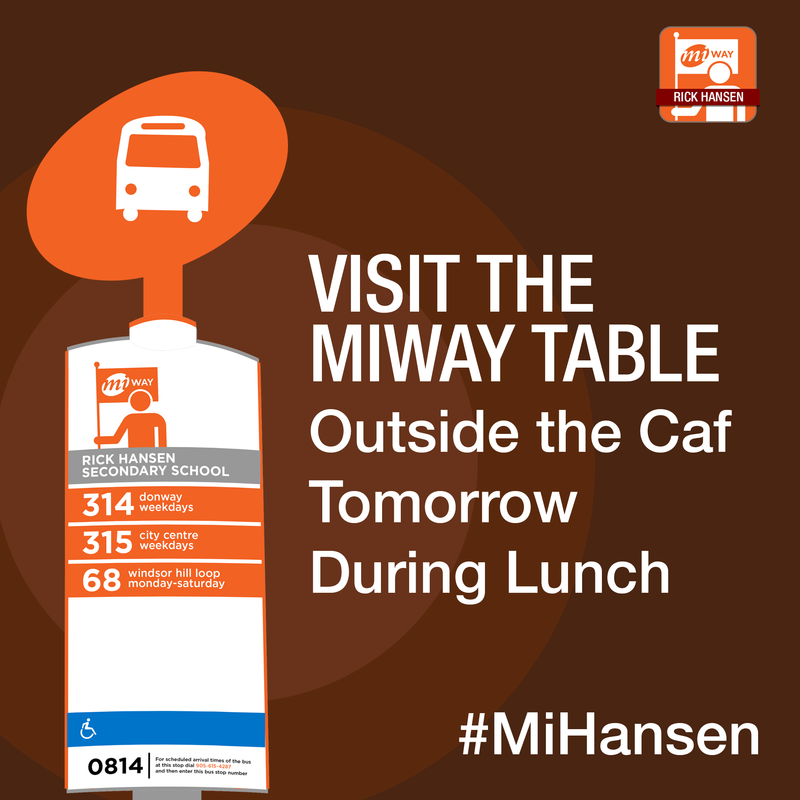 mi WAY
RICK HANSEN
VISIT THE
MIWAY TABLE
Outside the Caf
Tomorrow
During Lunch
mi WAY
RICK HANSEN
SECONDARY SCHOOL
314 donway
weekdays
315 city centre
weekdays
68 windsor hill loop
monday-saturday
0814
For scheduled arrival times of the bus
at this stop dial 905-615-4287
and then enter this bus stop number
#MiHansen